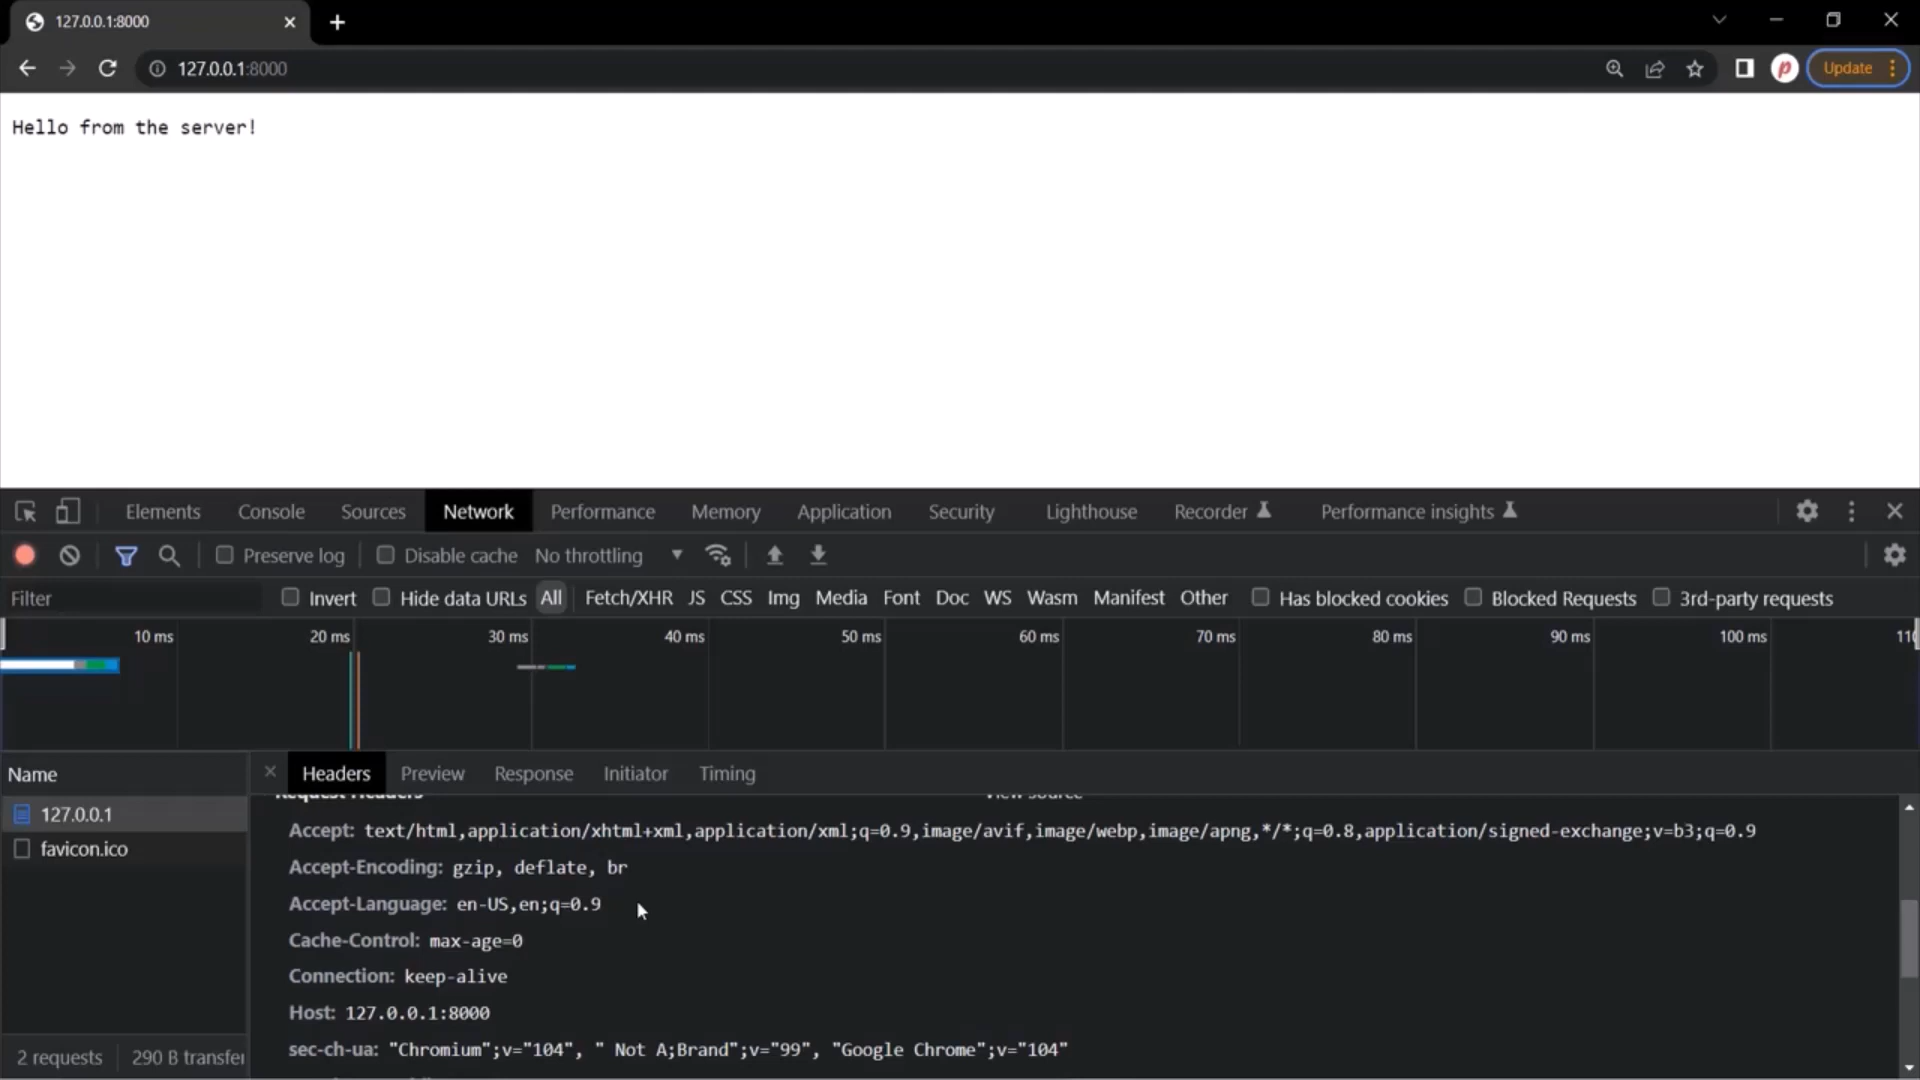 127.0.0.1:8000
127.0.0.1:8000
Update
Hello from the server!
Elements Console Sources Network Performance Memory Application Security Lighthouse Recorder Performance insights
Preserve log Disable cache No throttling
Filter Invert Hide data URLs All Fetch/XHR JS CSS Img Media Font Doc WS Wasm Manifest Other Has blocked cookies Blocked Requests 3rd-party requests
10 ms 20 ms 30 ms 40 ms 50 ms 60 ms 70 ms 80 ms 90 ms 100 ms 110
Name Headers Preview Response Initiator Timing
Request Headers View source
127.0.0.1
Accept: text/html,application/xhtml+xml,application/xml;q=0.9,image/avif,image/webp,image/apng,*/*;q=0.8,application/signed-exchange;v=b3;q=0.9
favicon.ico
Accept-Encoding: gzip, deflate, br
Accept-Language: en-US,en;q=0.9
Cache-Control: max-age=0
Connection: keep-alive
Host: 127.0.0.1:8000
sec-ch-ua: "Chromium";v="104", " Not A;Brand";v="99", "Google Chrome";v="104"
2 requests 290 B transfer